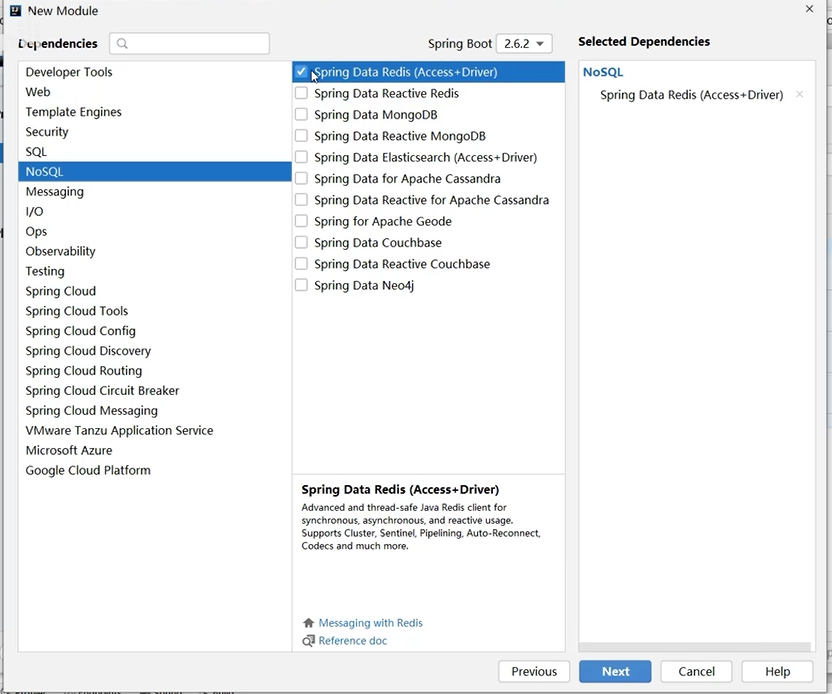 New Module
Dependencies
Spring Boot 2.6.2
Selected Dependencies
Developer Tools
Web
Template Engines
Security
SQL
NoSQL
Messaging
I/O
Ops
Observability
Testing
Spring Cloud
Spring Cloud Tools
Spring Cloud Config
Spring Cloud Discovery
Spring Cloud Routing
Spring Cloud Circuit Breaker
Spring Cloud Messaging
VMware Tanzu Application Service
Microsoft Azure
Google Cloud Platform
Spring Data Redis (Access+Driver)
Spring Data Reactive Redis
Spring Data MongoDB
Spring Data Reactive MongoDB
Spring Data Elasticsearch (Access+Driver)
Spring Data for Apache Cassandra
Spring Data Reactive for Apache Cassandra
Spring for Apache Geode
Spring Data Couchbase
Spring Data Reactive Couchbase
Spring Data Neo4j
Spring Data Redis (Access+Driver)
Advanced and thread-safe Java Redis client for
synchronous, asynchronous, and reactive usage.
Supports Cluster, Sentinel, Pipelining, Auto-Reconnect,
Codecs and much more.
Messaging with Redis
Reference doc
NoSQL
Spring Data Redis (Access+Driver)
Previous
Next
Cancel
Help